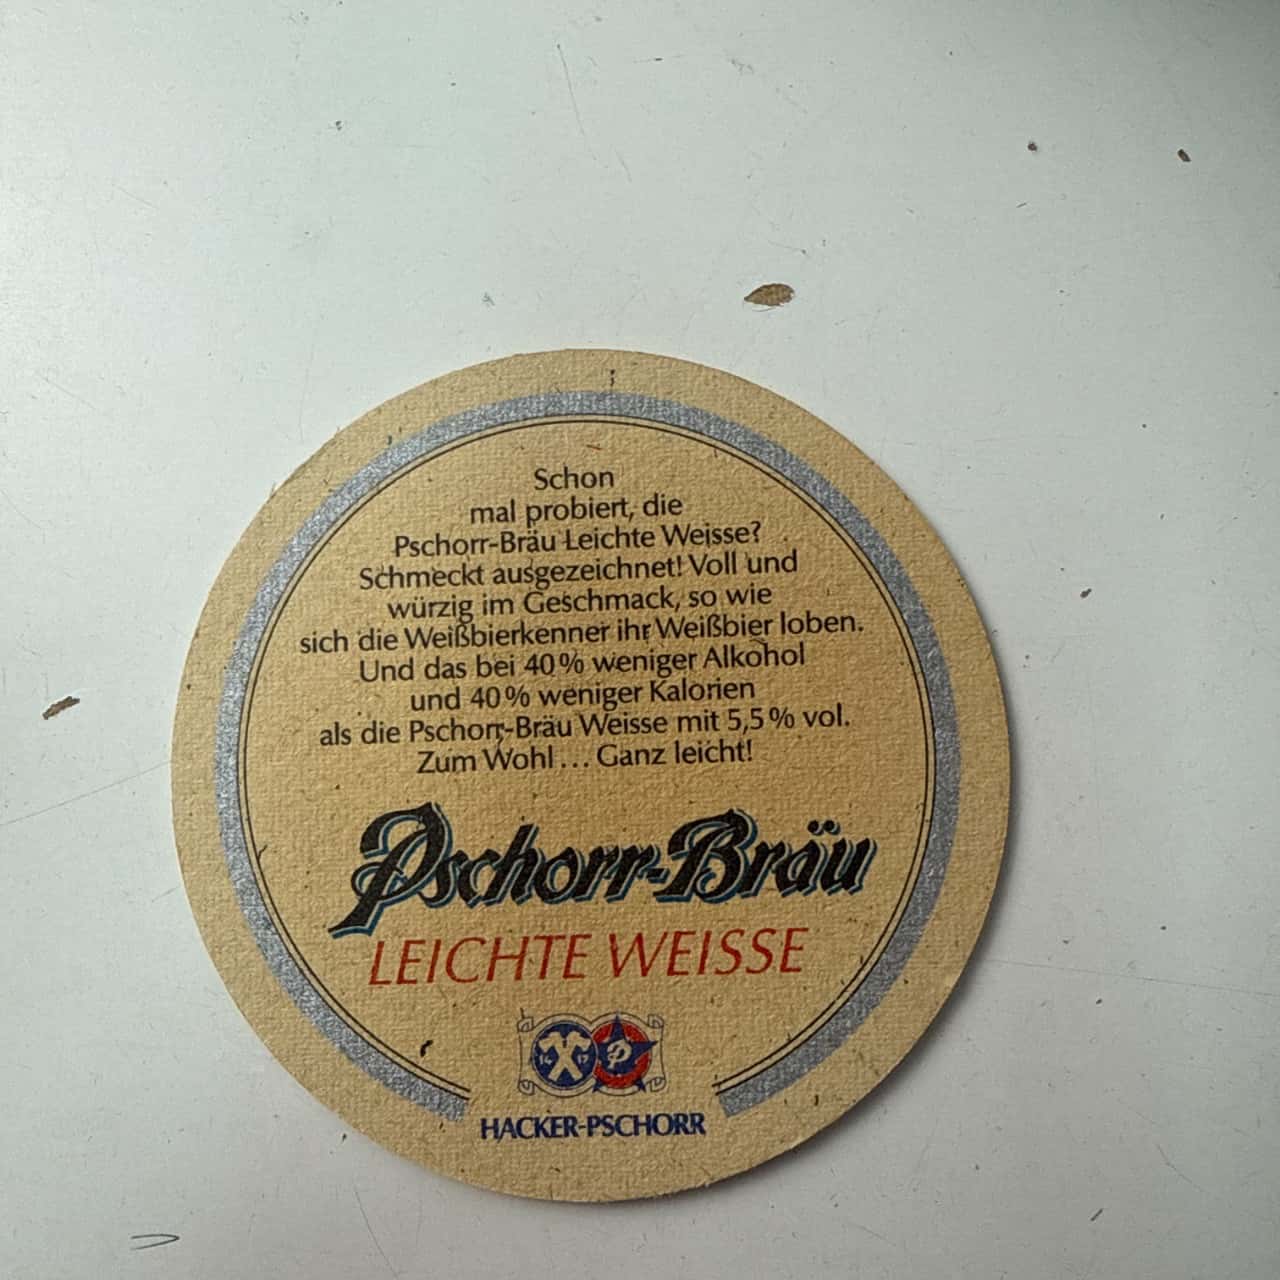 Schon
mal probiert, die
Pschorr-Bräu Leichte Weisse?
Schmeckt ausgezeichnet! Voll und
würzig im Geschmack, so wie
sich die Weißbierkenner ihr Weißbier loben.
Und das bei 40% weniger Alkohol
und 40% weniger Kalorien
als die Pschorr-Bräu Weisse mit 5,5% vol.
Zum Wohl... Ganz leicht!
Pschorr-Bräu
LEICHTE WEISSE
14 17 P
HACKER-PSCHORR